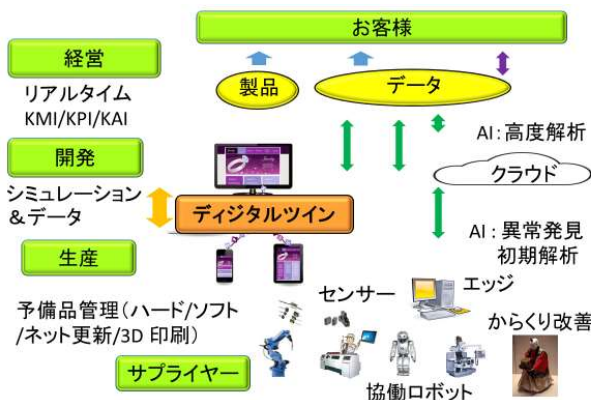 お客様
経営
リアルタイム
KMI/KPI/KAI
製品
データ
開発
シミュレーション
&データ
AI:高度解析
クラウド
ディジタルツイン
AI:異常発見
初期解析
生産
予備品管理(ハード/ソフト
/ネット更新/3D 印刷)
センサー
エッジ
からくり改善
サプライヤー
協働ロボット